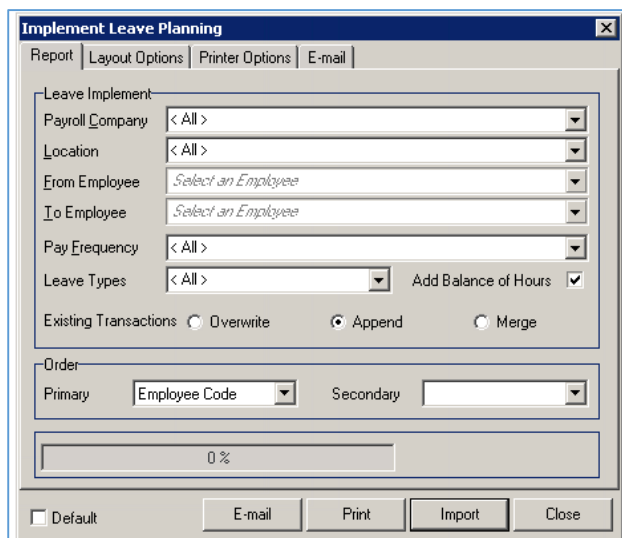 Implement Leave Planning
Report Layout Options Printer Options E-mail
Leave Implement
Payroll Company < All >
Location < All >
From Employee Select an Employee
To Employee Select an Employee
Pay Frequency < All >
Leave Types < All > Add Balance of Hours
Existing Transactions Overwrite Append Merge
Order
Primary Employee Code Secondary
0 %
Default E-mail Print Import Close